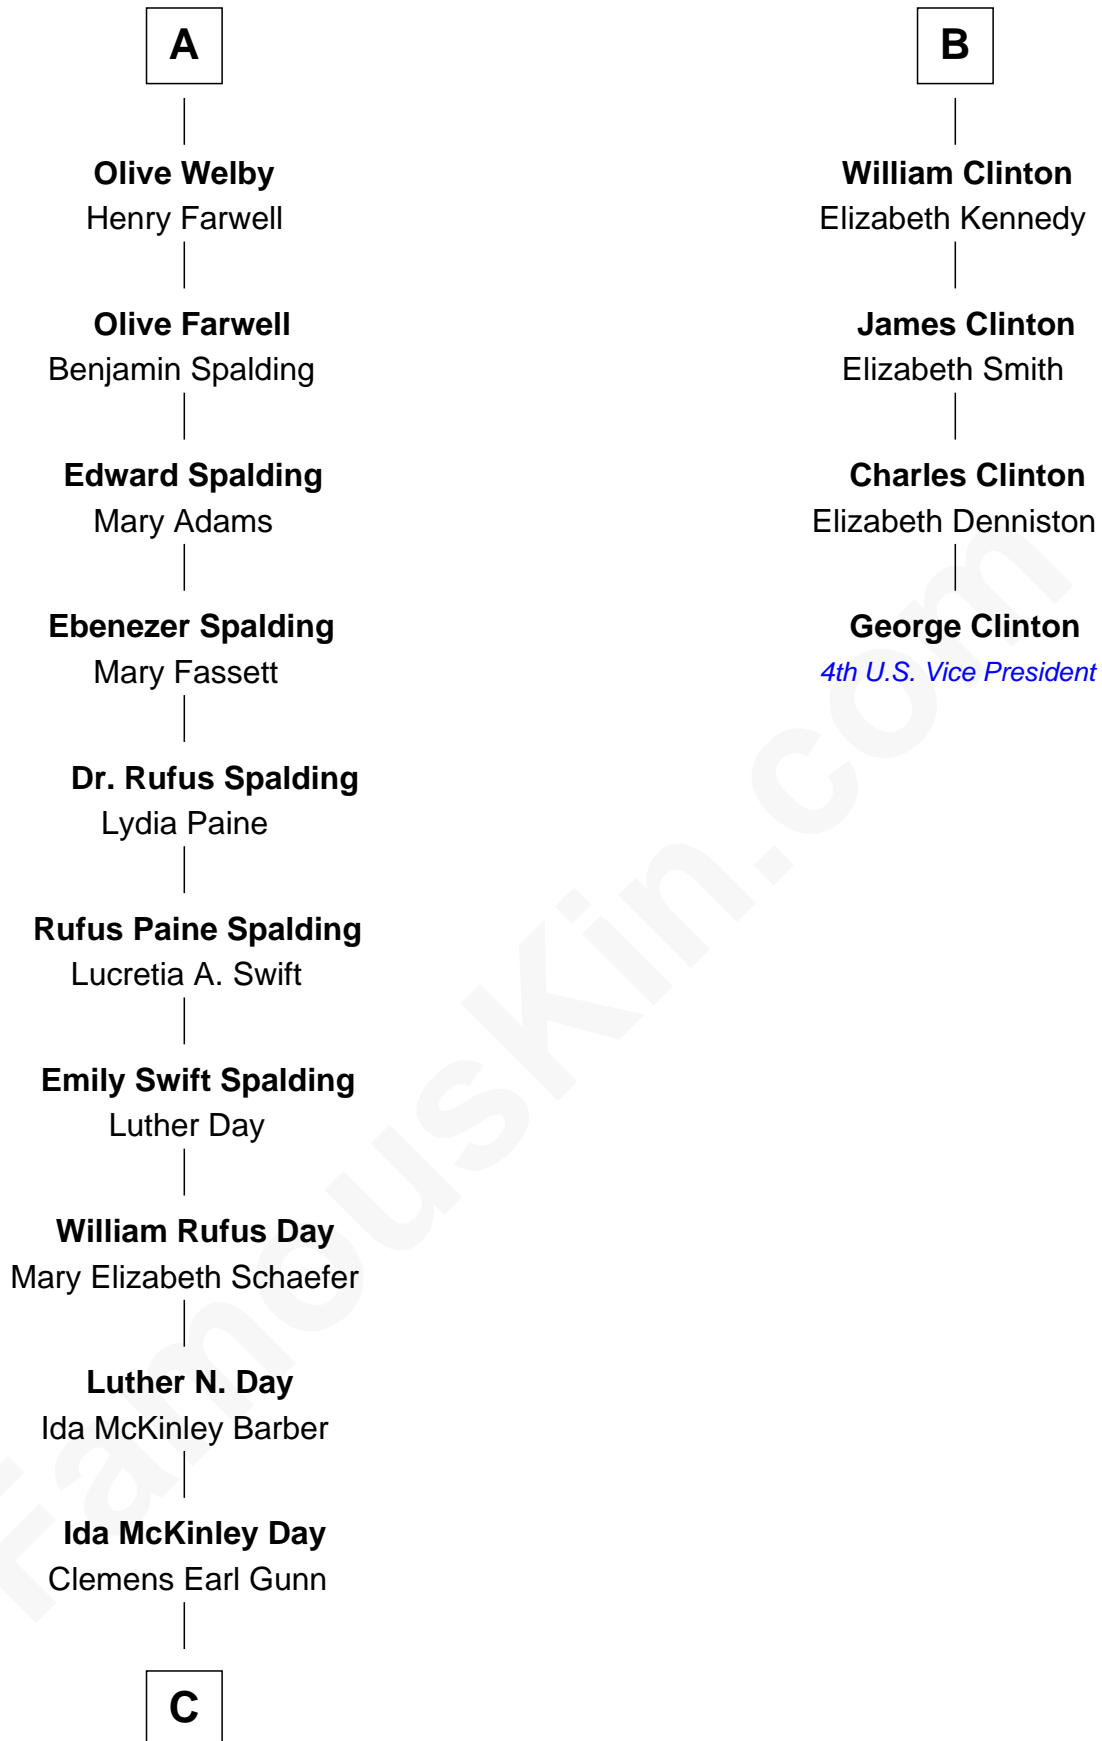 A
Olive Welby
Henry Farwell
Olive Farwell
Benjamin Spalding
Edward Spalding
Mary Adams
Ebenezer Spalding
Mary Fassett
Dr. Rufus Spalding
Lydia Paine
Rufus Paine Spalding
Lucretia A. Swift
Emily Swift Spalding
Luther Day
William Rufus Day
Mary Elizabeth Schaefer
Luther N. Day
Ida McKinley Barber
Ida McKinley Day
Clemens Earl Gunn
C
B
William Clinton
Elizabeth Kennedy
James Clinton
Elizabeth Smith
Charles Clinton
Elizabeth Denniston
George Clinton
4th U.S. Vice President
FamousKin.com